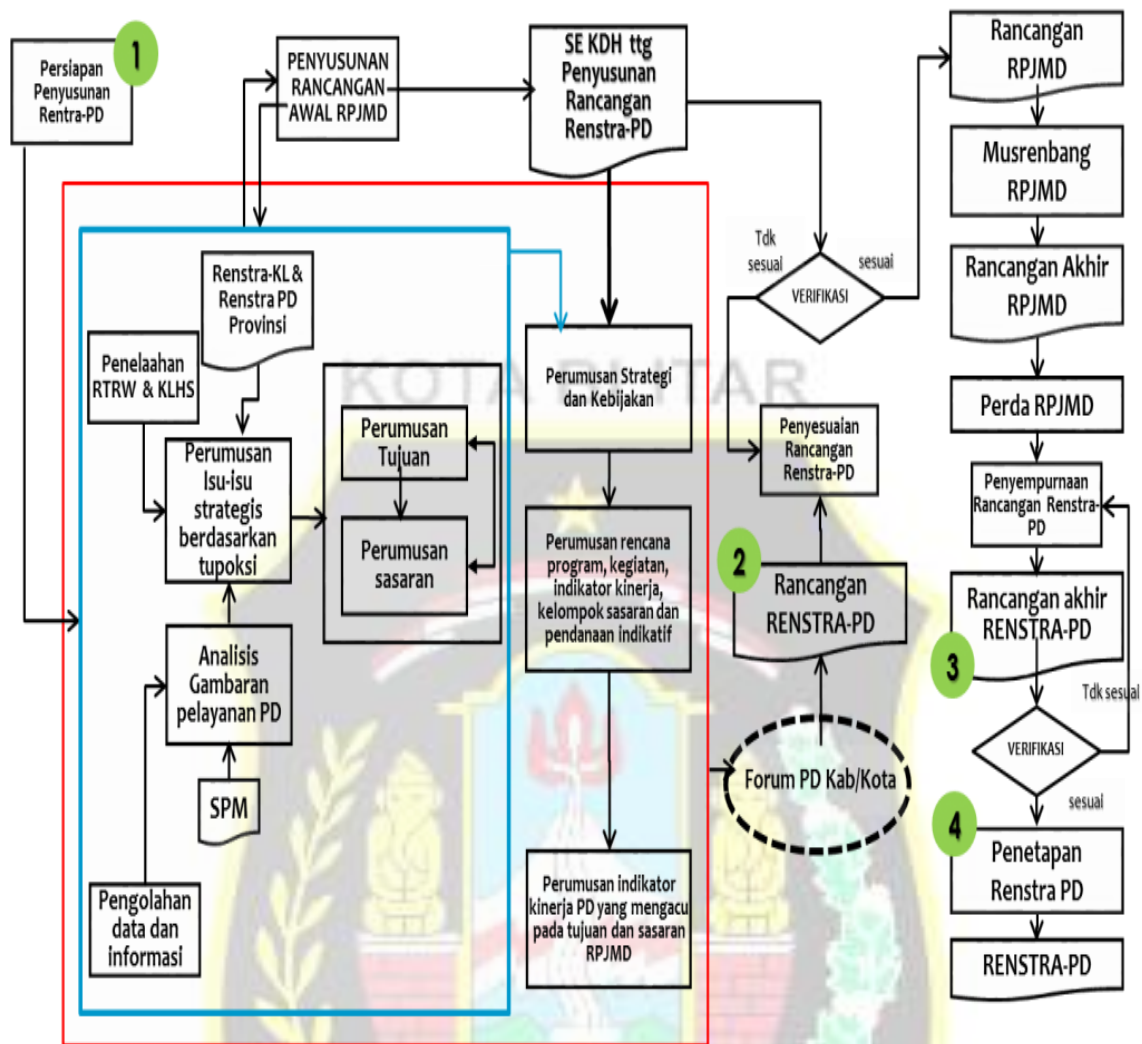 1
Persiapan
Penyusunan
Rentra-PD
PENYUSUNAN
RANCANGAN
AWAL RPJMD
SE KDH ttg
Penyusunan
Rancangan
Renstra-PD
Rancangan
RPJMD
Musrenbang
RPJMD
Rancangan Akhir
RPJMD
Perda RPJMD
Penyempurnaan
Rancangan Renstra-
PD
Rancangan akhir
RENSTRA-PD
3
Tdk sesuai
VERIFIKASI
sesuai
4
Penetapan
Renstra PD
RENSTRA-PD
Tdk
sesuai
sesuai
VERIFIKASI
Penyesuaian
Rancangan
Renstra-PD
2
Rancangan
RENSTRA-PD
Forum PD Kab/Kota
Renstra-KL &
Renstra PD
Provinsi
Penelaahan
RTRW & KLHS
Perumusan
Isu-isu
strategis
berdasarkan
tupoksi
Perumusan
Tujuan
Perumusan
sasaran
Analisis
Gambaran
pelayanan PD
SPM
Pengolahan
data dan
informasi
Perumusan Strategi
dan Kebijakan
Perumusan rencana
program, kegiatan,
indikator kinerja,
kelompok sasaran dan
pendanaan indikatif
Perumusan indikator
kinerja PD yang mengacu
pada tujuan dan sasaran
RPJMD
KOTA BLITAR